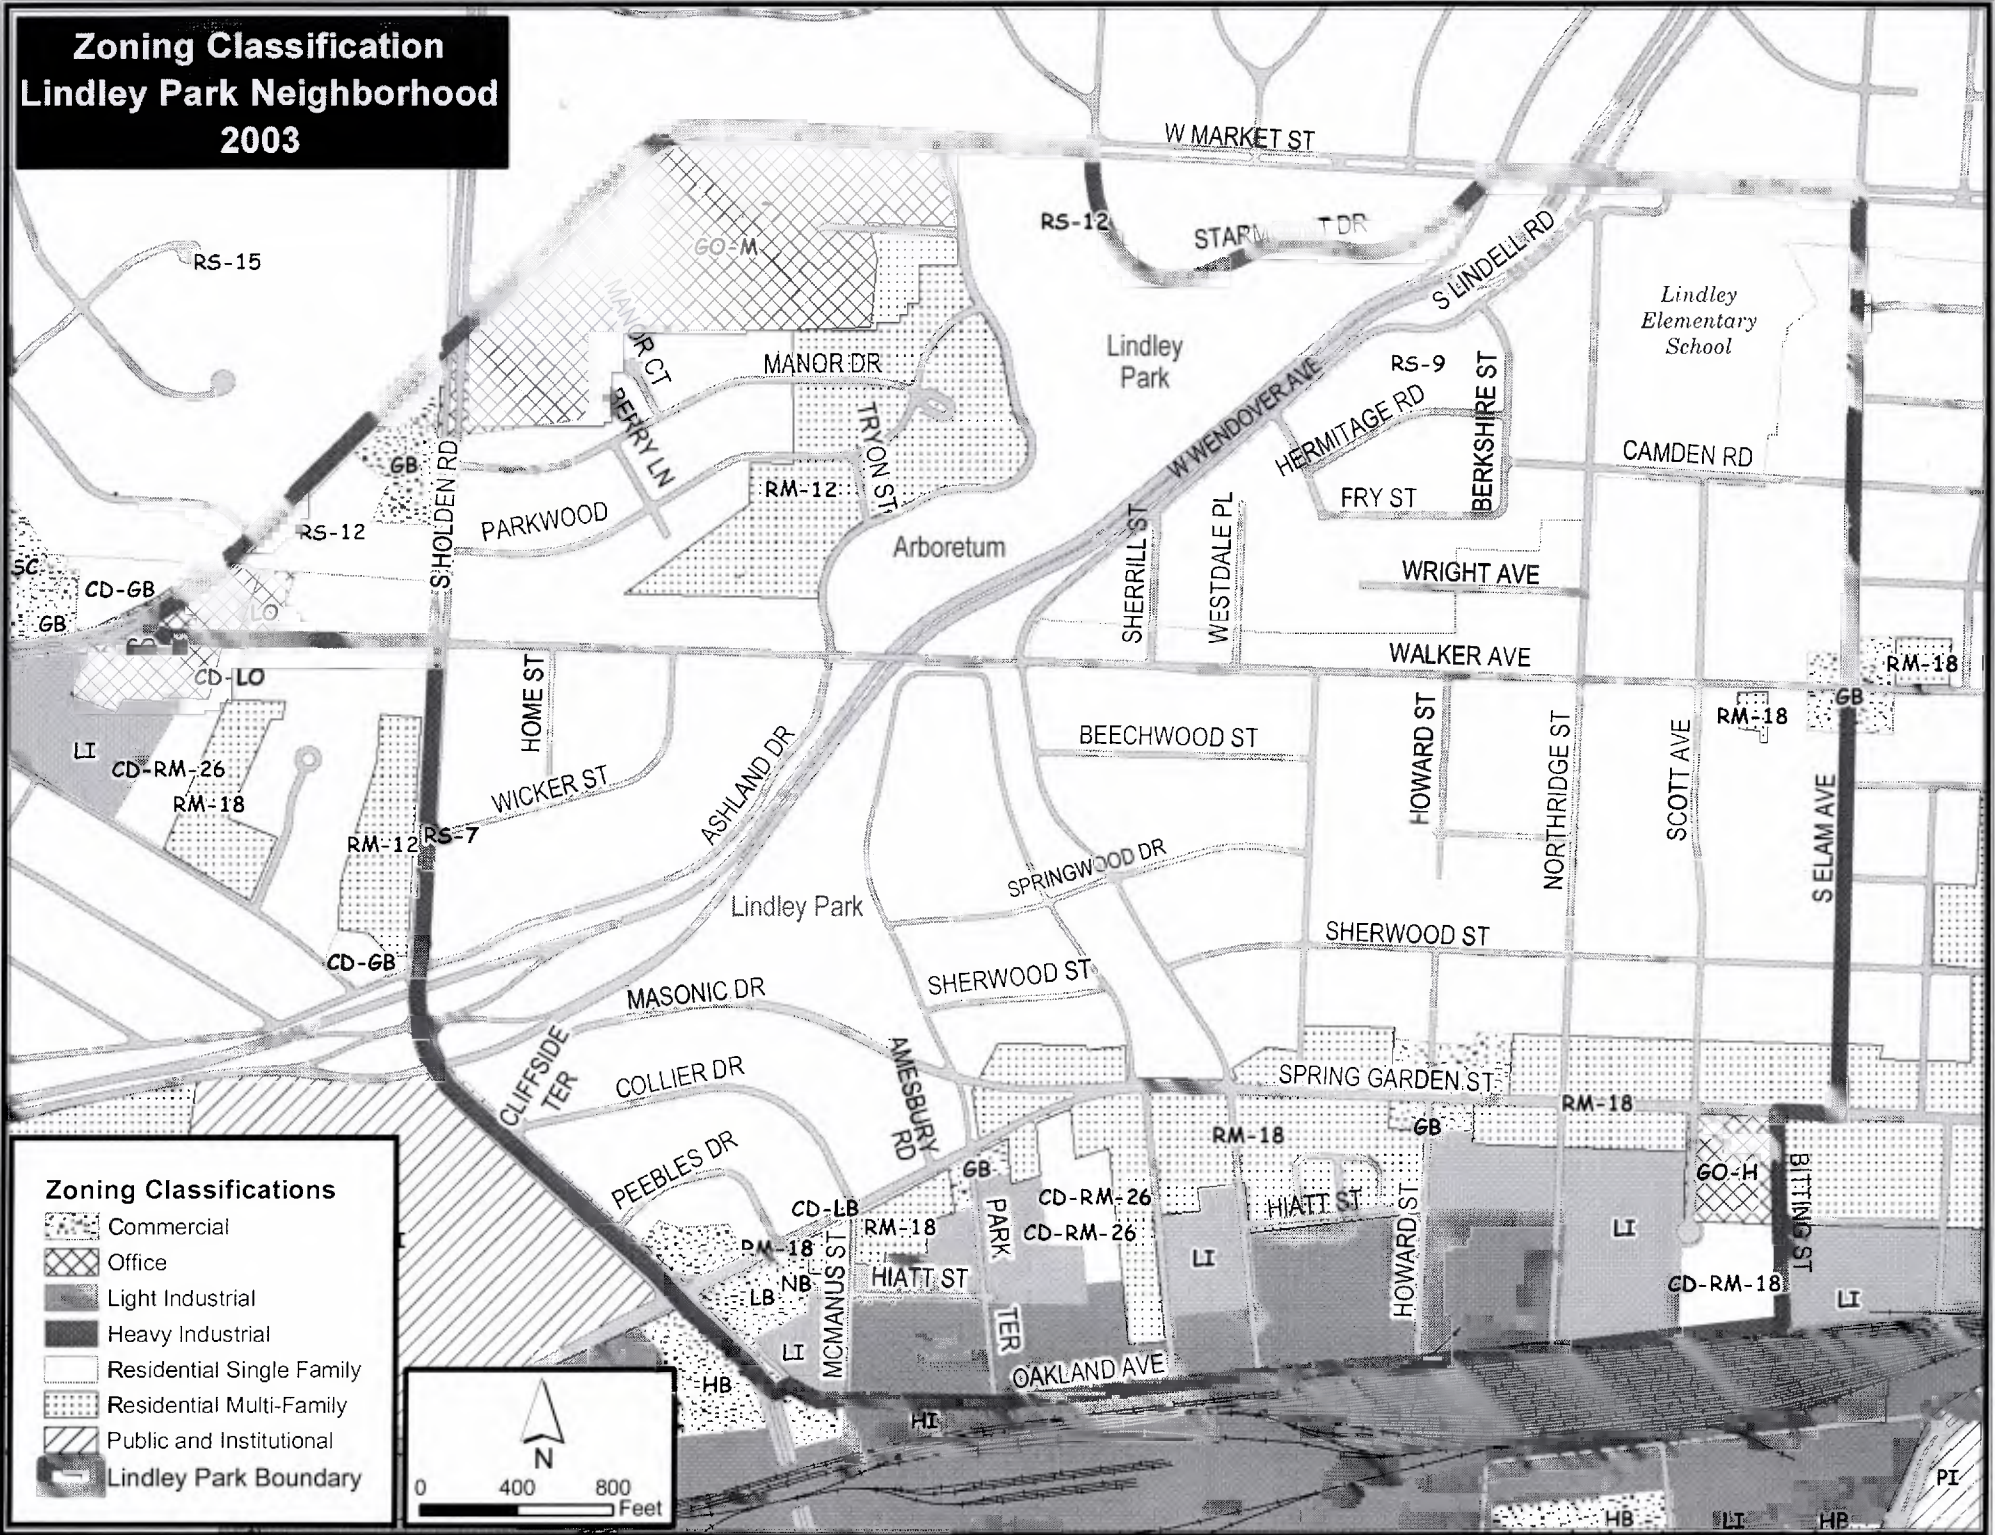 Zoning Classification
Lindley Park Neighborhood
2003
W MARKET ST
RS-12
STARM T DR
S LINDELL RD
RS-15
GO-M
Lindley
Elementary
School
MANOR CT
MANOR DR
Lindley
Park
RS-9
W WENDOVER AVE
HERMITAGE RD
BERKSHIRE ST
PERRY LN
TRYON ST
CAMDEN RD
GB
S HOLDEN RD
RM-12
FRY ST
RS-12
PARKWOOD
Arboretum
SHERRILL ST
WESTDALE PL
SC
CD-GB
WRIGHT AVE
GB
LO
WALKER AVE
RM-18
CD-LO
HOME ST
GB
RM-18
LI
ASHLAND DR
BEECHWOOD ST
HOWARD ST
NORTHRIDGE ST
SCOTT AVE
S ELAM AVE
CD-RM-26
RM-18
WICKER ST
RM-12
RS-7
SPRINGWOOD DR
Lindley Park
SHERWOOD ST
CD-GB
SHERWOOD ST
MASONIC DR
CLIFFSIDE
TER
COLLIER DR
AMESBURY
RD
SPRING GARDEN ST
RM-18
RM-18
GB
PEEBLES DR
GB
GO-H
BITTING ST
CD-RM-26
PARK
TER
CD-LB
RM-18
CD-RM-26
HIATT ST
HOWARD ST
LI
RM-18
LI
HIATT ST
NB
LB
MCMANUS ST
CD-RM-18
LI
LI
OAKLAND AVE
HB
HI
PI
HB
LI
HB
Zoning Classifications
Commercial
Office
Light Industrial
Heavy Industrial
Residential Single Family
Residential Multi-Family
Public and Institutional
Lindley Park Boundary
N
0 400 800
Feet